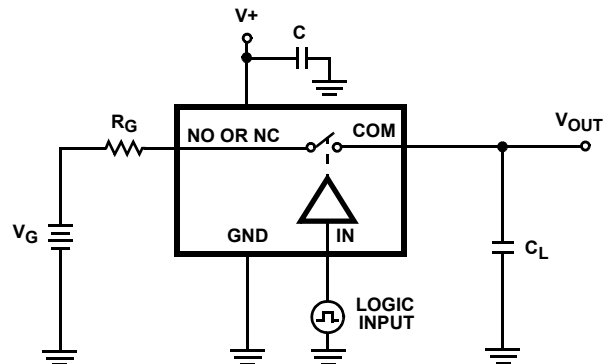 V+
C
RG
NO OR NC
COM
VOUT
VG
GND
IN
CL
LOGIC
INPUT